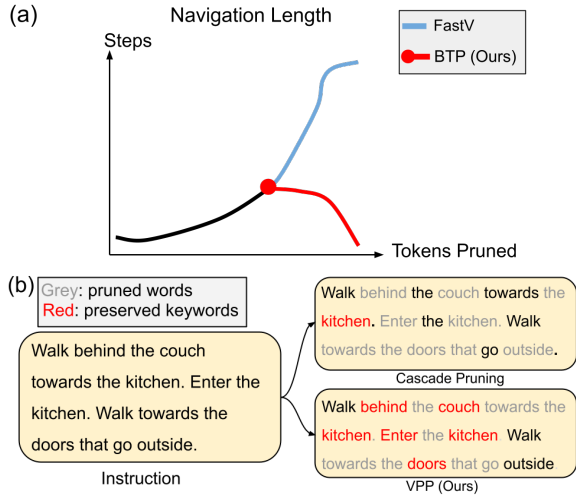 (a)
Navigation Length
Steps
FastV
BTP (Ours)
Tokens Pruned
(b)
Grey: pruned words
Red: preserved keywords
Walk behind the couch
towards the kitchen. Enter the
kitchen. Walk towards the
doors that go outside.
Instruction
Walk behind the couch towards the
kitchen. Enter the kitchen. Walk
towards the doors that go outside.
Cascade Pruning
Walk behind the couch towards the
kitchen. Enter the kitchen. Walk
towards the doors that go outside
VPP (Ours)